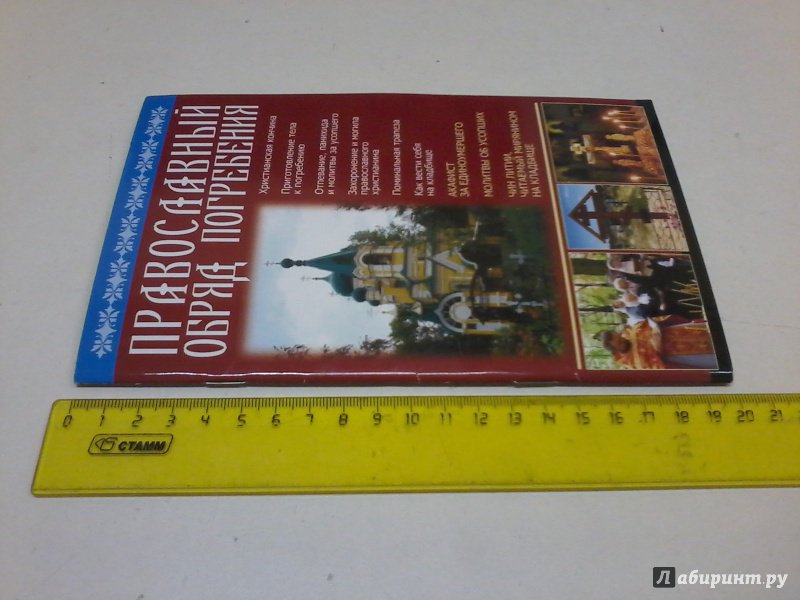 ПРАВОСЛАВНЫЙ
ОБРЯД ПОГРЕБЕНИЯ
Христианская кончина
Приготовление тела
к погребению
Отпевание, панихида
и молитвы за усопшего
Захоронение и могила
православного
христианина
Поминальная трапеза
Как вести себя
на кладбище
АКАФИСТ
ЗА ЕДИНОУМЕРШЕГО
МОЛИТВЫ ОБ УСОПШИХ
ЧИН ЛИТИИ,
ЧИТАЕМЫЙ МИРЯНИНОМ
НА КЛАДБИЩЕ
0 1 2 3 4 5 6 7 8 9 10 11 12 13 14 15 16 17 18 19 20 21
СТАММ
Лабиринт.ру